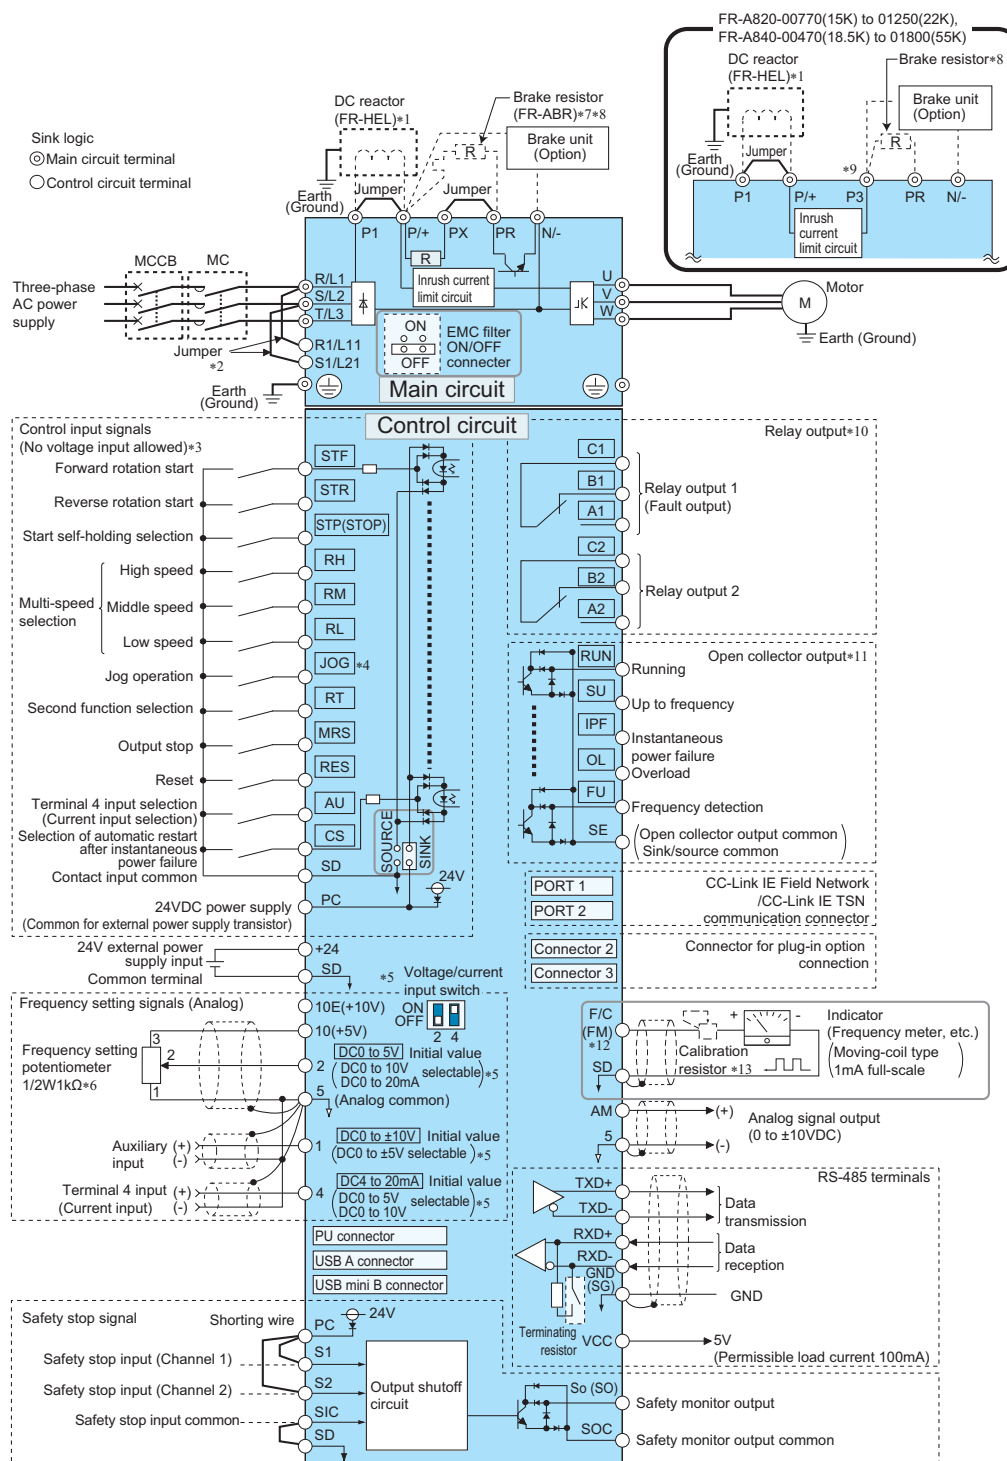 FR-A820-00770(15K) to 01250(22K),
FR-A840-00470(18.5K) to 01800(55K)
DC reactor
(FR-HEL)*1
Brake resistor*8
Brake unit
(Option)
R
Earth
(Ground)
Jumper
*9
P1
P/+
P3
PR
N/-
Inrush
current
limit circuit
Sink logic
Main circuit terminal
Control circuit terminal
DC reactor
(FR-HEL)*1
Brake resistor
(FR-ABR)*7*8
Brake unit
(Option)
R
Earth
(Ground)
Jumper
Jumper
P1
P/+
PX
PR
N/-
R
Inrush current
limit circuit
MCCB
MC
Three-phase
AC power
supply
R/L1
S/L2
T/L3
R1/L11
S1/L21
Jumper
*2
Earth
(Ground)
ON
OFF
EMC filter
ON/OFF
connecter
Main circuit
U
V
W
Motor
M
Earth (Ground)
Control circuit
Control input signals
(No voltage input allowed)*3
Forward rotation start
STF
Reverse rotation start
STR
Start self-holding selection
STP(STOP)
Multi-speed
selection
High speed
RH
Middle speed
RM
Low speed
RL
Jog operation
JOG *4
Second function selection
RT
Output stop
MRS
Reset
RES
Terminal 4 input selection
(Current input selection)
AU
Selection of automatic restart
after instantaneous
power failure
CS
Contact input common
SD
SOURCE
SINK
24V
24VDC power supply
(Common for external power supply transistor)
PC
24V external power
supply input
+24
Common terminal
SD
Relay output*10
C1
B1
A1
Relay output 1
(Fault output)
C2
B2
A2
Relay output 2
Open collector output*11
RUN
Running
SU
Up to frequency
IPF
Instantaneous
power failure
OL
Overload
FU
Frequency detection
SE
Open collector output common
Sink/source common
PORT 1
PORT 2
CC-Link IE Field Network
/CC-Link IE TSN
communication connector
Connector 2
Connector 3
Connector for plug-in option
connection
*5 Voltage/current
input switch
ON
OFF
2 4
Frequency setting signals (Analog)
Frequency setting
potentiometer
1/2W1kΩ*6
3
2
1
10E(+10V)
10(+5V)
2
DC0 to 5V Initial value
DC0 to 10V
DC0 to 20mA
selectable *5
5
(Analog common)
Auxiliary
input
(+)
(-)
1
DC0 to ±10V Initial value
(DC0 to ±5V selectable) *5
Terminal 4 input
(Current input)
(+)
(-)
4
DC4 to 20mA Initial value
DC0 to 5V
DC0 to 10V
selectable *5
F/C
(FM)
*12
SD
+
-
Calibration
resistor *13
Indicator
(Frequency meter, etc.)
Moving-coil type
1mA full-scale
AM
(+)
5
(-)
Analog signal output
(0 to ±10VDC)
PU connector
USB A connector
USB mini B connector
RS-485 terminals
TXD+
TXD-
Data
transmission
RXD+
RXD-
Data
reception
GND
(SG)
GND
Terminating
resistor
VCC
5V
(Permissible load current 100mA)
Safety stop signal
Shorting wire
PC
24V
Safety stop input (Channel 1)
S1
Safety stop input (Channel 2)
S2
Safety stop input common
SIC
SD
Output shutoff
circuit
So (SO)
Safety monitor output
SOC
Safety monitor output common